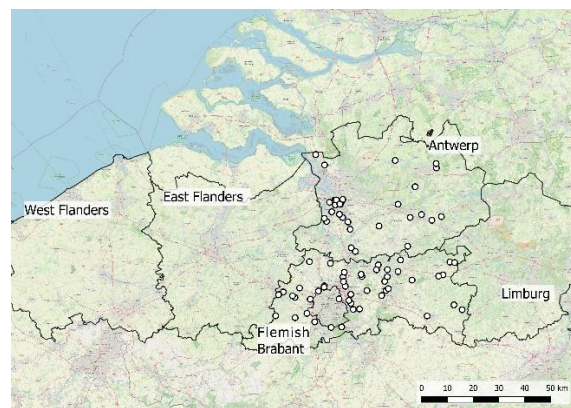 Antwerp
East Flanders
West Flanders
Limburg
Flemish
Brabant
0 10 20 30 40 50 km